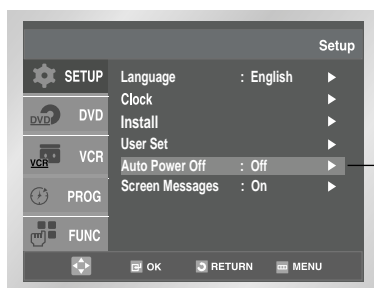 Setup
SETUP
DVD
DVD
VCR
VCR
PROG
FUNC
Language : English
Clock
Install
User Set
Auto Power Off : Off
Screen Messages : On
OK RETURN MENU